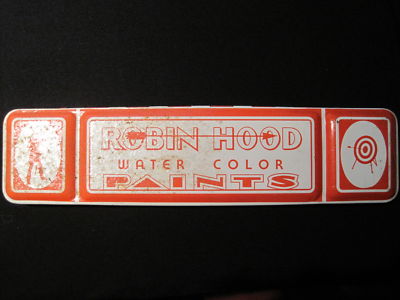 ROBIN HOOD
WATER COLOR
PAINTS